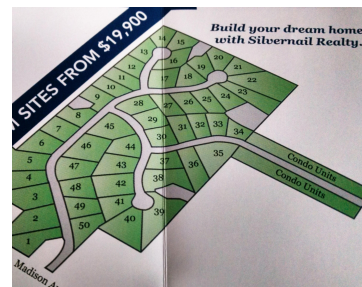 SITES FROM $19,900
Build your dream home
with Silvernail Realty.
14 15
13
12 16 20
11 17 18 19 21
10 22
9 23
8 28 27 26 25 24
7 45 29
6 30 31 32 33 34
5 46 44
4 47 43 37 36 35
3 48 42 38
2 49 41 39
1 50 40
Condo Units
Condo Units
Madison A